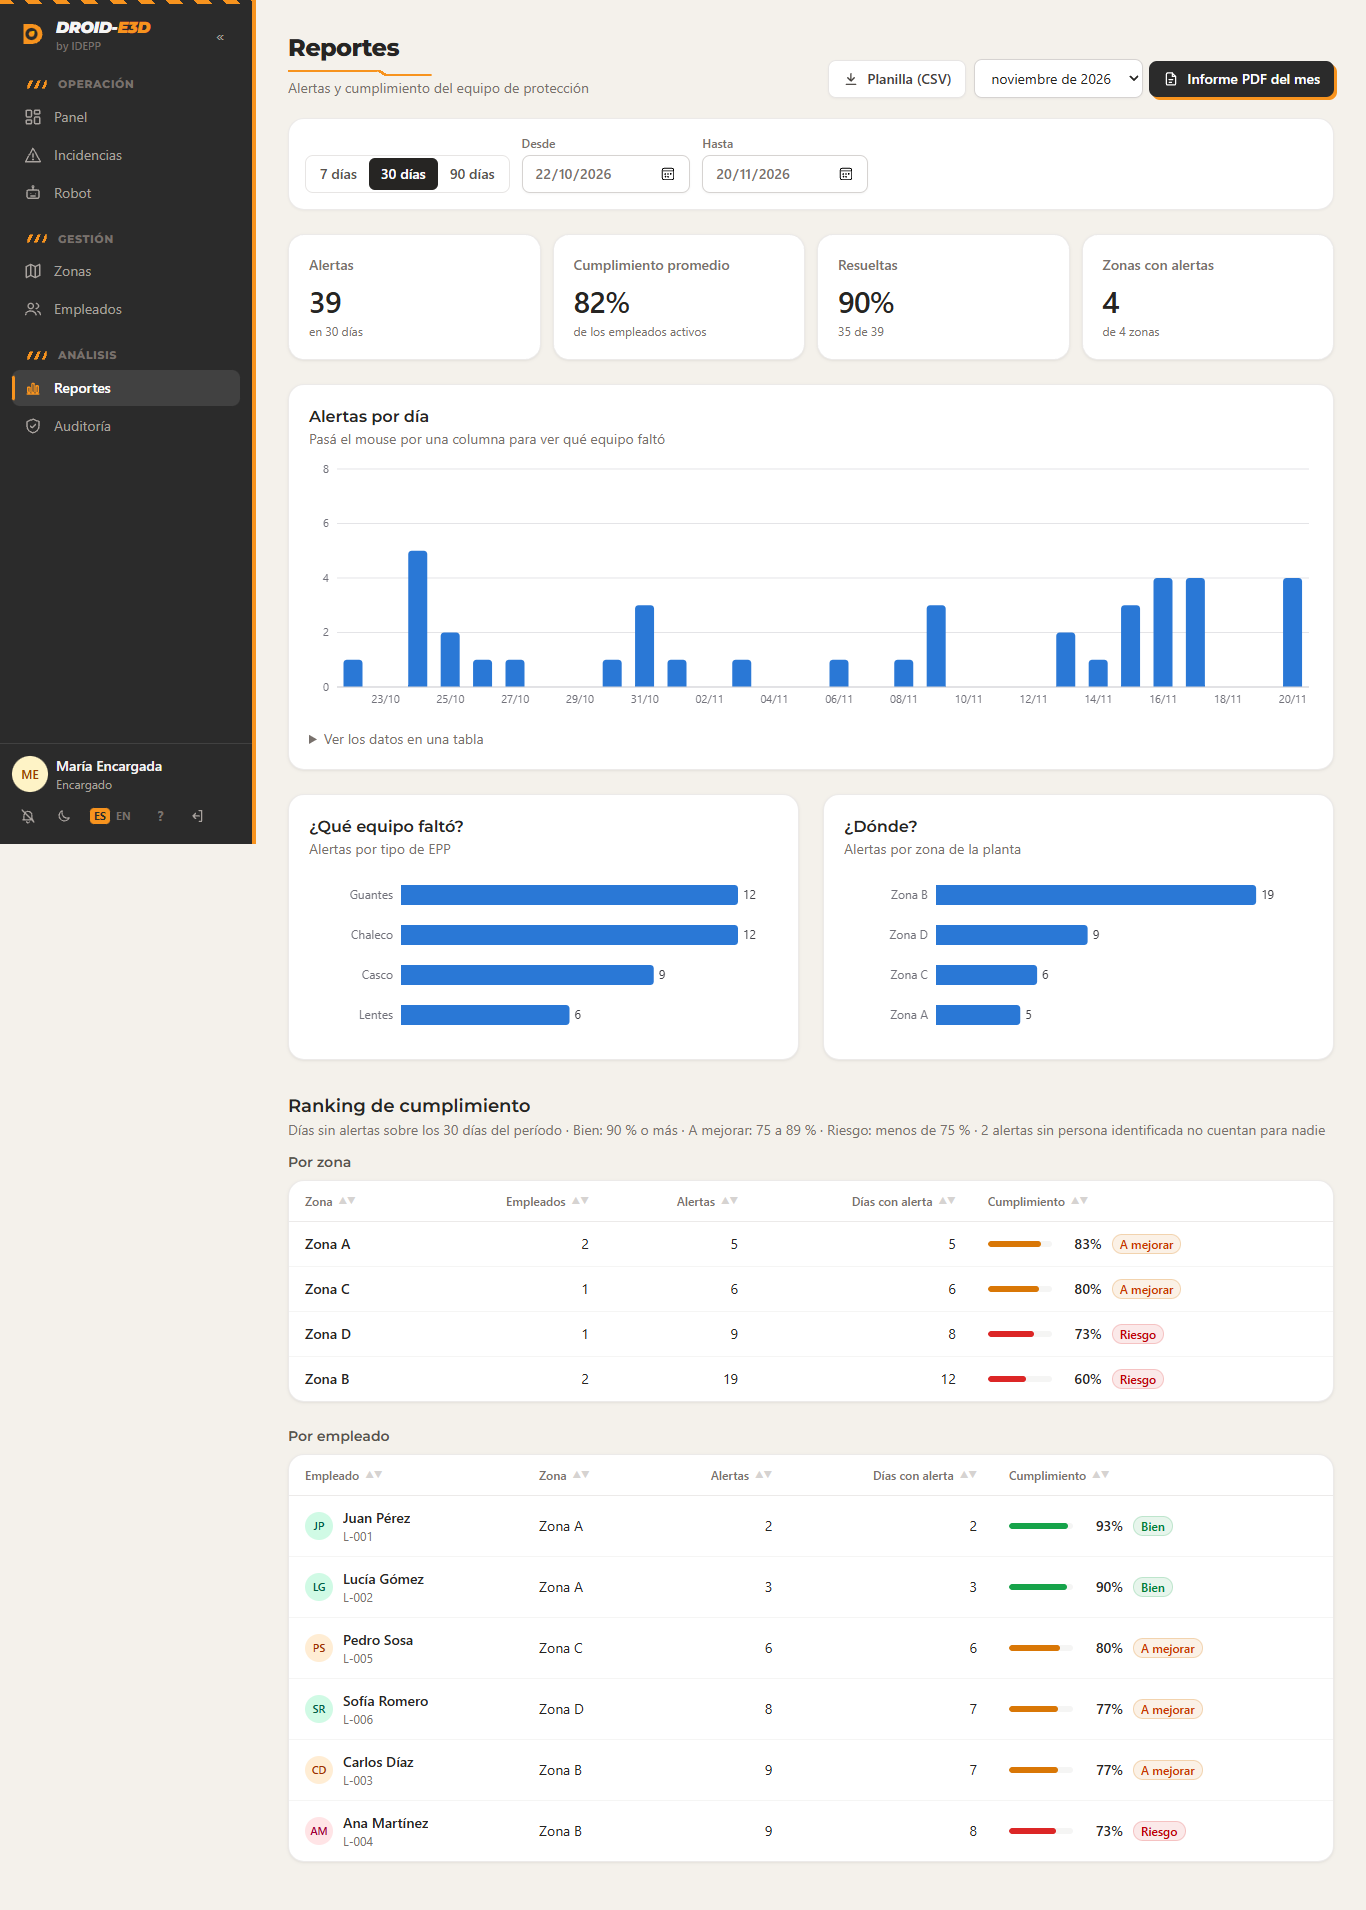 DROID-E3D
by IDEPP
«
OPERACIÓN
Panel
Incidencias
Robot
GESTIÓN
Zonas
Empleados
ANÁLISIS
Reportes
Auditoría
ME
María Encargada
Encargado
ES EN ?
Reportes
Alertas y cumplimiento del equipo de protección
Planilla (CSV)
noviembre de 2026
Informe PDF del mes
7 días 30 días 90 días
Desde
22/10/2026
Hasta
20/11/2026
Alertas
39
en 30 días
Cumplimiento promedio
82%
de los empleados activos
Resueltas
90%
35 de 39
Zonas con alertas
4
de 4 zonas
Alertas por día
Pasá el mouse por una columna para ver qué equipo faltó
8
6
4
2
0
23/10 25/10 27/10 29/10 31/10 02/11 04/11 06/11 08/11 10/11 12/11 14/11 16/11 18/11 20/11
Ver los datos en una tabla
¿Qué equipo faltó?
Alertas por tipo de EPP
Guantes 12
Chaleco 12
Casco 9
Lentes 6
¿Dónde?
Alertas por zona de la planta
Zona B 19
Zona D 9
Zona C 6
Zona A 5
Ranking de cumplimiento
Días sin alertas sobre los 30 días del período · Bien: 90 % o más · A mejorar: 75 a 89 % · Riesgo: menos de 75 % · 2 alertas sin persona identificada no cuentan para nadie
Por zona
Zona Empleados Alertas Días con alerta Cumplimiento
Zona A 2 5 5 83% A mejorar
Zona C 1 6 6 80% A mejorar
Zona D 1 9 8 73% Riesgo
Zona B 2 19 12 60% Riesgo
Por empleado
Empleado Zona Alertas Días con alerta Cumplimiento
JP Juan Pérez Zona A 2 2 93% Bien
L-001
LG Lucía Gómez Zona A 3 3 90% Bien
L-002
PS Pedro Sosa Zona C 6 6 80% A mejorar
L-005
SR Sofía Romero Zona D 8 7 77% A mejorar
L-006
CD Carlos Díaz Zona B 9 7 77% A mejorar
L-003
AM Ana Martínez Zona B 9 8 73% Riesgo
L-004